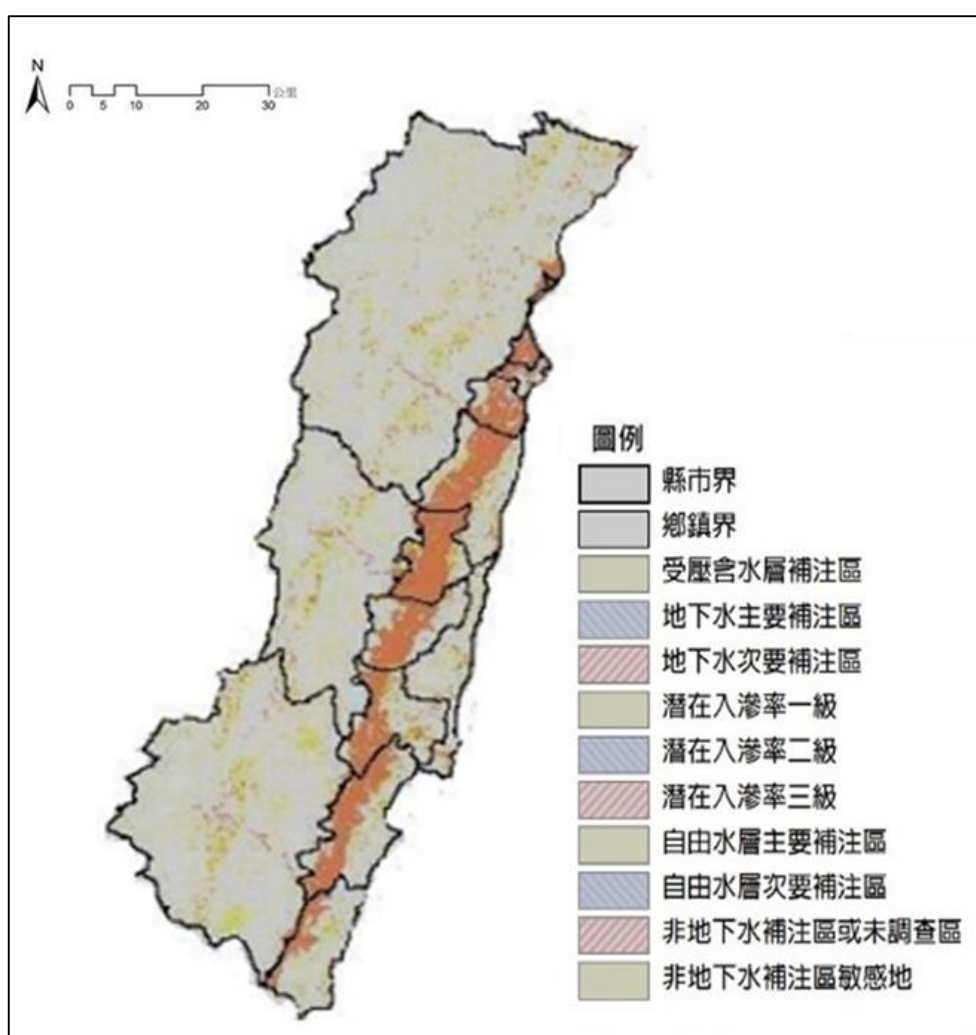 N
0 5 10 20 30 公里
圖例
縣市界
鄉鎮界
受壓含水層補注區
地下水主要補注區
地下水次要補注區
潛在入滲率一級
潛在入滲率二級
潛在入滲率三級
自由水層主要補注區
自由水層次要補注區
非地下水補注區或未調查區
非地下水補注區敏感地